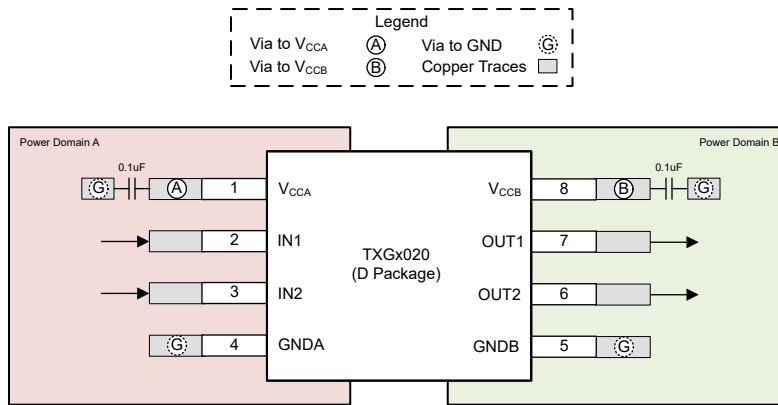 Legend
Via to VCCA A Via to GND G
Via to VCCB B Copper Traces
Power Domain A Power Domain B
0.1uF 0.1uF
G A 1 VCCA VCCB 8 B G
2 IN1 OUT1 7
TXGx020
(D Package)
3 IN2 OUT2 6
G 4 GNDA GNDB 5 G